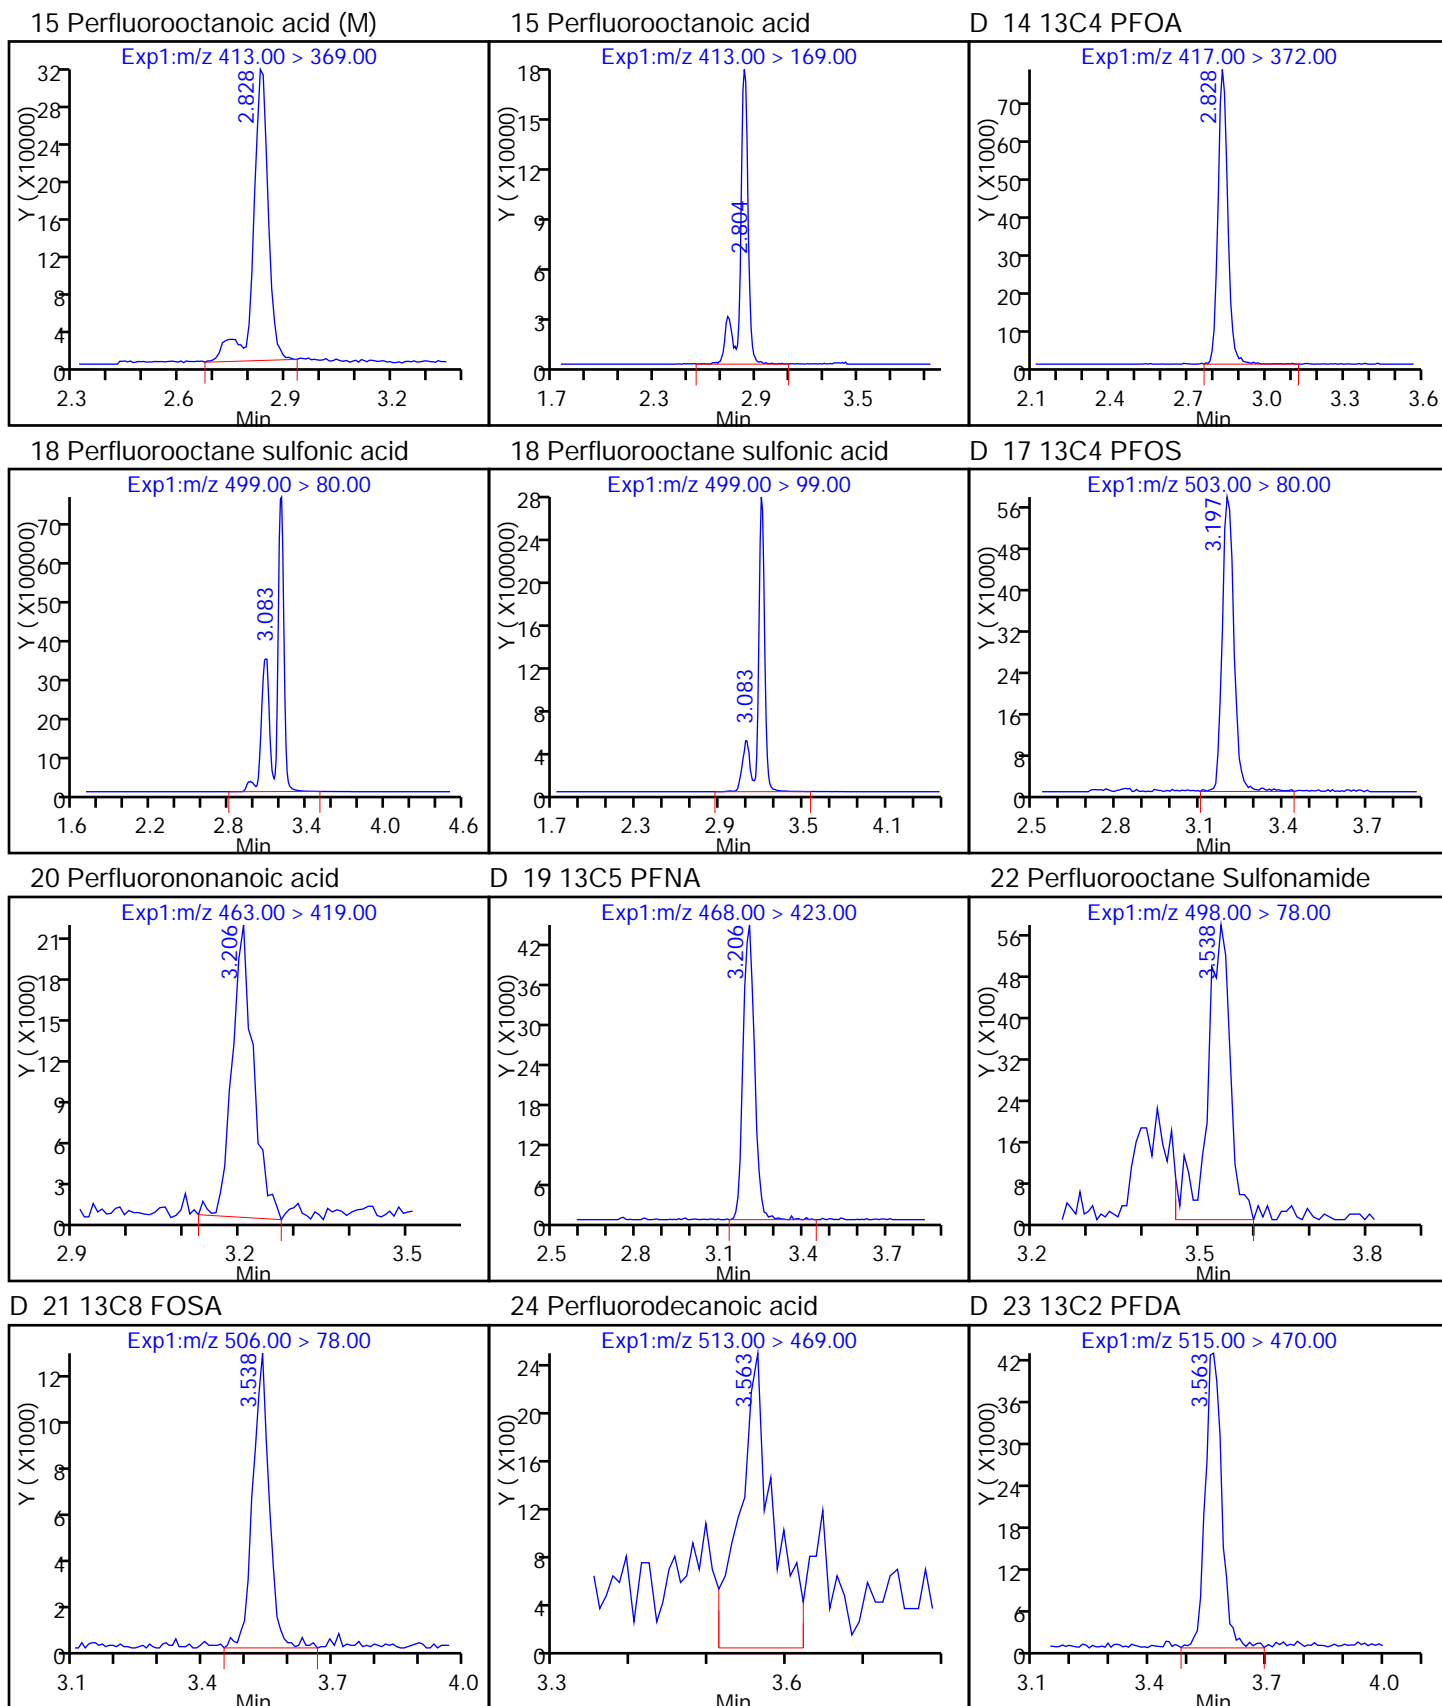 15 Perfluorooctanoic acid (M)
Exp1:m/z 413.00 > 369.00
Y ( X10000)
32
28
24
20
16
12
8
4
0
2.828
2.3 2.6 2.9 3.2
Min
15 Perfluorooctanoic acid
Exp1:m/z 413.00 > 169.00
Y ( X10000)
18
15
12
9
6
3
0
2.804
1.7 2.3 2.9 3.5
Min
D 14 13C4 PFOA
Exp1:m/z 417.00 > 372.00
Y ( X1000)
70
60
50
40
30
20
10
0
2.828
2.1 2.4 2.7 3.0 3.3 3.6
Min
18 Perfluorooctane sulfonic acid
Exp1:m/z 499.00 > 80.00
Y ( X100000)
70
60
50
40
30
20
10
0
3.083
1.6 2.2 2.8 3.4 4.0 4.6
Min
18 Perfluorooctane sulfonic acid
Exp1:m/z 499.00 > 99.00
Y ( X100000)
28
24
20
16
12
8
4
0
3.083
1.7 2.3 2.9 3.5 4.1
Min
D 17 13C4 PFOS
Exp1:m/z 503.00 > 80.00
Y ( X1000)
56
48
40
32
24
16
8
0
3.197
2.5 2.8 3.1 3.4 3.7
Min
20 Perfluorononanoic acid
Exp1:m/z 463.00 > 419.00
Y ( X1000)
21
18
15
12
9
6
3
0
3.206
2.9 3.2 3.5
Min
D 19 13C5 PFNA
Exp1:m/z 468.00 > 423.00
Y ( X1000)
42
36
30
24
18
12
6
0
3.206
2.5 2.8 3.1 3.4 3.7
Min
22 Perfluorooctane Sulfonamide
Exp1:m/z 498.00 > 78.00
Y ( X100)
56
48
40
32
24
16
8
0
3.538
3.2 3.5 3.8
Min
D 21 13C8 FOSA
Exp1:m/z 506.00 > 78.00
Y ( X1000)
12
10
8
6
4
2
0
3.538
3.1 3.4 3.7 4.0
Min
24 Perfluorodecanoic acid
Exp1:m/z 513.00 > 469.00
Y ( X100)
24
20
16
12
8
4
0
3.563
3.3 3.6
Min
D 23 13C2 PFDA
Exp1:m/z 515.00 > 470.00
Y ( X1000)
42
36
30
24
18
12
6
0
3.563
3.1 3.4 3.7 4.0
Min